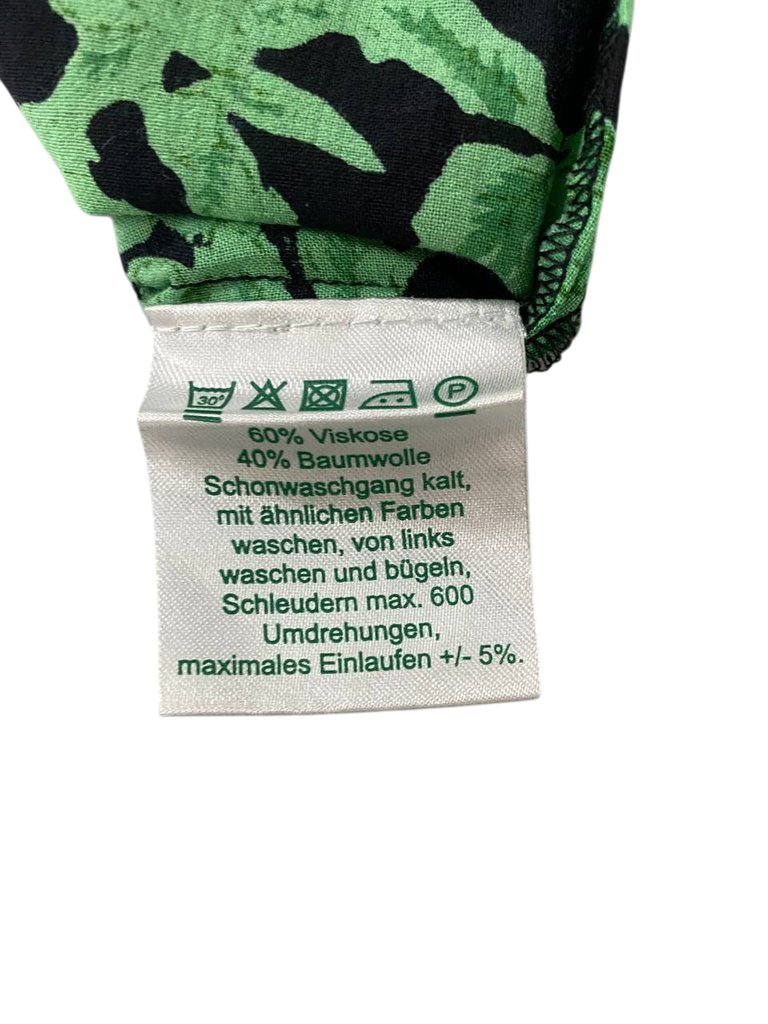 30°
P
60% Viskose
40% Baumwolle
Schonwaschgang kalt,
mit ähnlichen Farben
waschen, von links
waschen und bügeln,
Schleudern max. 600
Umdrehungen,
maximales Einlaufen +/- 5%.